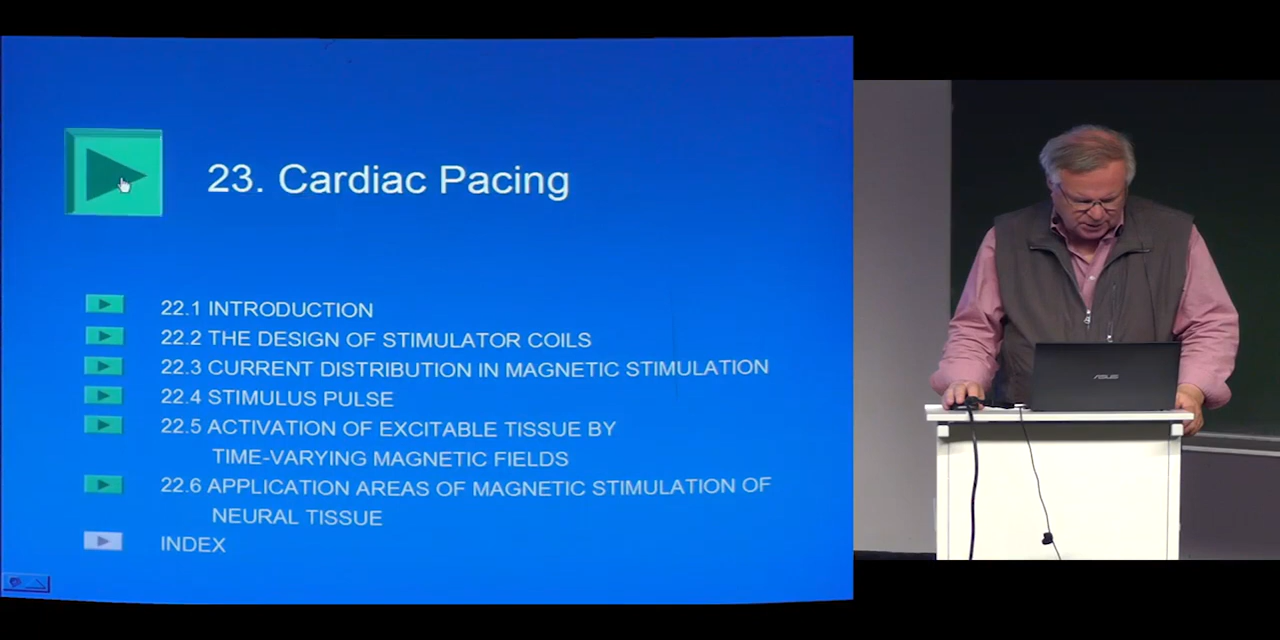 23. Cardiac Pacing
22.1 INTRODUCTION
22.2 THE DESIGN OF STIMULATOR COILS
22.3 CURRENT DISTRIBUTION IN MAGNETIC STIMULATION
22.4 STIMULUS PULSE
22.5 ACTIVATION OF EXCITABLE TISSUE BY
TIME-VARYING MAGNETIC FIELDS
22.6 APPLICATION AREAS OF MAGNETIC STIMULATION OF
NEURAL TISSUE
INDEX
ASUS